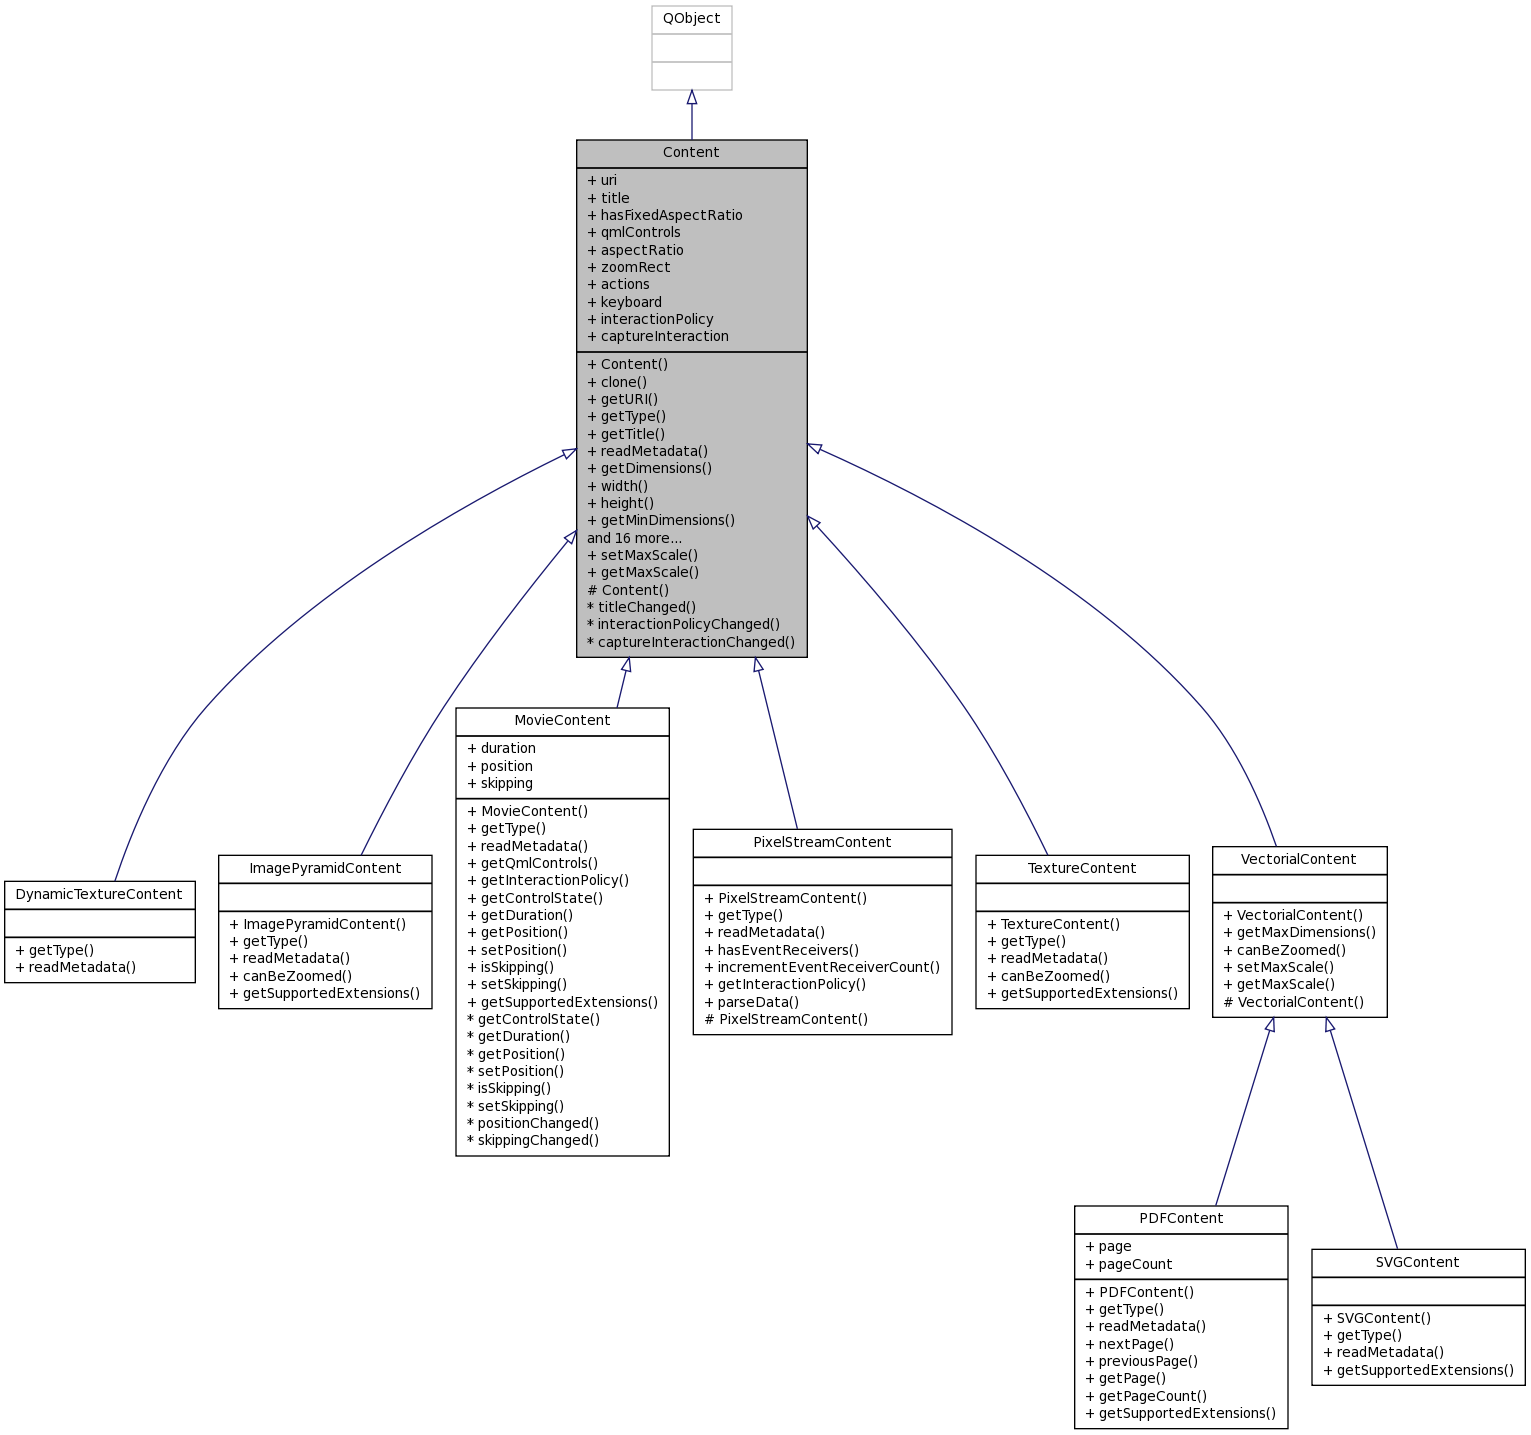 QObject
Content
+ uri
+ title
+ hasFixedAspectRatio
+ qmlControls
+ aspectRatio
+ zoomRect
+ actions
+ keyboard
+ interactionPolicy
+ captureInteraction
+ Content()
+ clone()
+ getURI()
+ getType()
+ getTitle()
+ readMetadata()
+ getDimensions()
+ width()
+ height()
+ getMinDimensions()
and 16 more...
+ setMaxScale()
+ getMaxScale()
# Content()
* titleChanged()
* interactionPolicyChanged()
* captureInteractionChanged()
DynamicTextureContent
+ getType()
+ readMetadata()
ImagePyramidContent
+ ImagePyramidContent()
+ getType()
+ readMetadata()
+ canBeZoomed()
+ getSupportedExtensions()
MovieContent
+ duration
+ position
+ skipping
+ MovieContent()
+ getType()
+ readMetadata()
+ getQmlControls()
+ getInteractionPolicy()
+ getControlState()
+ getDuration()
+ getPosition()
+ setPosition()
+ isSkipping()
+ setSkipping()
+ getSupportedExtensions()
* getControlState()
* getDuration()
* getPosition()
* setPosition()
* isSkipping()
* setSkipping()
* positionChanged()
* skippingChanged()
PixelStreamContent
+ PixelStreamContent()
+ getType()
+ readMetadata()
+ hasEventReceivers()
+ incrementEventReceiverCount()
+ getInteractionPolicy()
+ parseData()
# PixelStreamContent()
TextureContent
+ TextureContent()
+ getType()
+ readMetadata()
+ canBeZoomed()
+ getSupportedExtensions()
VectorialContent
+ VectorialContent()
+ getMaxDimensions()
+ canBeZoomed()
+ setMaxScale()
+ getMaxScale()
# VectorialContent()
PDFContent
+ page
+ pageCount
+ PDFContent()
+ getType()
+ readMetadata()
+ nextPage()
+ previousPage()
+ getPage()
+ getPageCount()
+ getSupportedExtensions()
SVGContent
+ SVGContent()
+ getType()
+ readMetadata()
+ getSupportedExtensions()